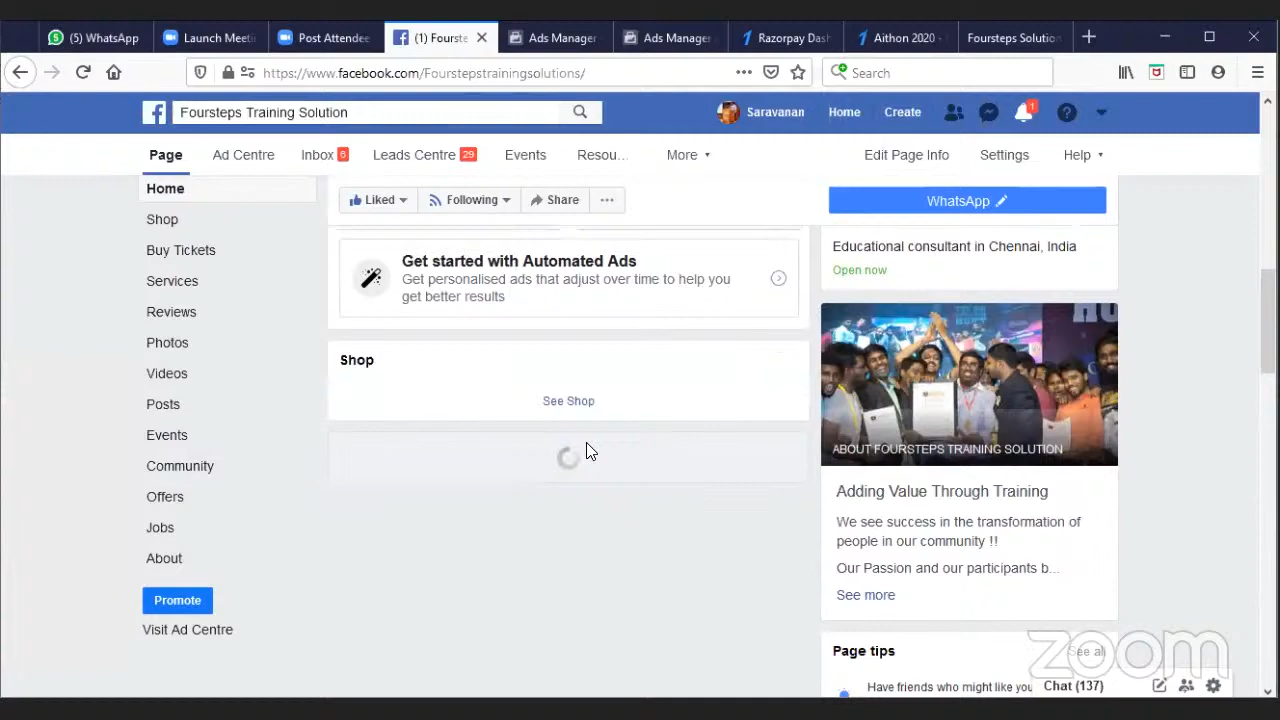 (5) WhatsApp
Launch Meeti
Post Attende
(1) Fourste
Ads Manager
Ads Manager
Razorpay Das
Aithon 2020 -
Foursteps Solution
https://www.facebook.com/Fourstepstrainingsolutions/
Search
Foursteps Training Solution
Saravanan
Home
Create
1
Page
Ad Centre
Inbox 6
Leads Centre 29
Events
Resou...
More
Edit Page Info
Settings
Help
Home
Shop
Buy Tickets
Services
Reviews
Photos
Videos
Posts
Events
Community
Offers
Jobs
About
Promote
Visit Ad Centre
Liked
Following
Share
WhatsApp
Get started with Automated Ads
Get personalised ads that adjust over time to help you
get better results
Shop
See Shop
Educational consultant in Chennai, India
Open now
ABOUT FOURSTEPS TRAINING SOLUTION
Adding Value Through Training
We see success in the transformation of
people in our community !!
Our Passion and our participants b...
See more
Page tips
See all
Have friends who might like you
Chat (137)
zoom